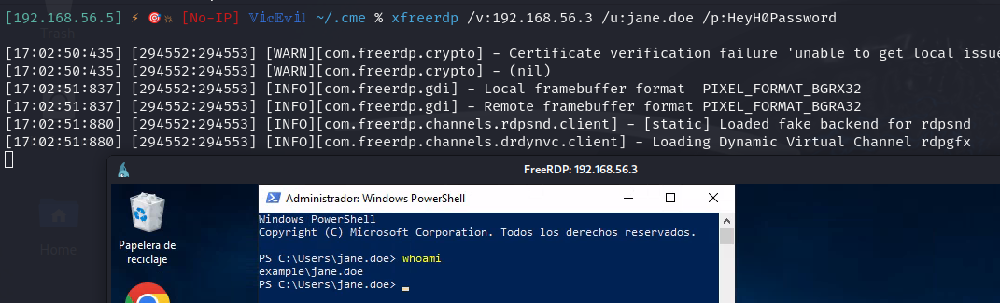 [192.168.56.5] ⚡ 🎯💥 [No-IP] 𝕍𝕚𝕔𝔼𝕧𝕚𝕝 ~/.cme % xfreerdp /v:192.168.56.3 /u:jane.doe /p:HeyH0Password
Trash
[17:02:50:435] [294552:294553] [WARN][com.freerdp.crypto] - Certificate verification failure 'unable to get local issue
[17:02:50:435] [294552:294553] [WARN][com.freerdp.crypto] - (nil)
[17:02:51:837] [294552:294553] [INFO][com.freerdp.gdi] - Local framebuffer format  PIXEL_FORMAT_BGRX32
[17:02:51:837] [294552:294553] [INFO][com.freerdp.gdi] - Remote framebuffer format PIXEL_FORMAT_BGRA32
[17:02:51:880] [294552:294553] [INFO][com.freerdp.channels.rdpsnd.client] - [static] Loaded fake backend for rdpsnd
[17:02:51:880] [294552:294553] [INFO][com.freerdp.channels.drdynvc.client] - Loading Dynamic Virtual Channel rdpgfx
Home
FreeRDP: 192.168.56.3
Papelera de
reciclaje
Administrador: Windows PowerShell
Windows PowerShell
Copyright (C) Microsoft Corporation. Todos los derechos reservados.
PS C:\Users\jane.doe> whoami
example\jane.doe
PS C:\Users\jane.doe>